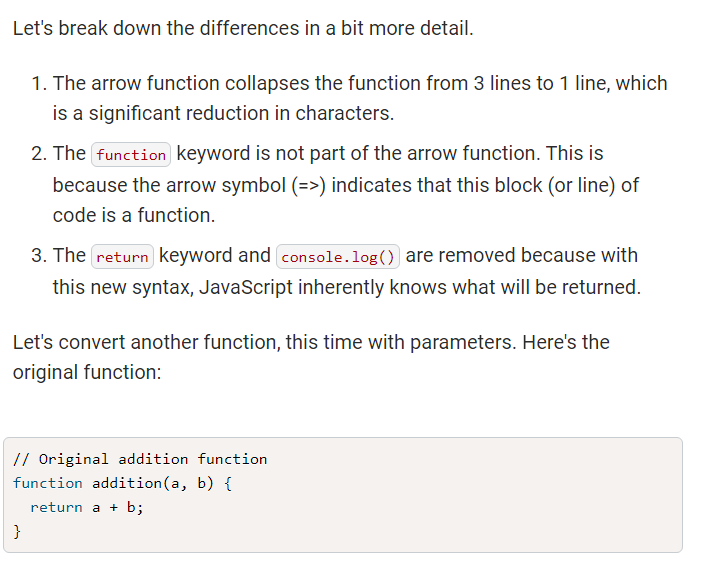 Let's break down the differences in a bit more detail.
1. The arrow function collapses the function from 3 lines to 1 line, which
is a significant reduction in characters.
2. The function keyword is not part of the arrow function. This is
because the arrow symbol (=>) indicates that this block (or line) of
code is a function.
3. The return keyword and console.log() are removed because with
this new syntax, JavaScript inherently knows what will be returned.
Let's convert another function, this time with parameters. Here's the
original function:
// Original addition function
function addition(a, b) {
  return a + b;
}